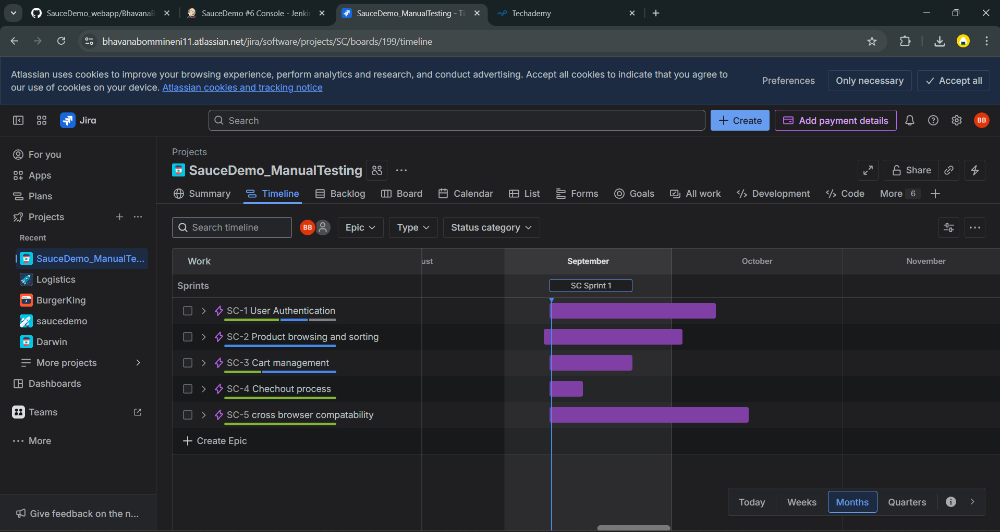 SauceDemo_webapp/BhavanaB
SauceDemo #6 Console - Jenki
SauceDemo_ManualTesting - Ti
Techademy
bhavanabommineni11.atlassian.net/jira/software/projects/SC/boards/199/timeline
Atlassian uses cookies to improve your browsing experience, perform analytics and research, and conduct advertising. Accept all cookies to indicate that you agree to
our use of cookies on your device. Atlassian cookies and tracking notice
Preferences
Only necessary
Accept all
Jira
Search
Create
Add payment details
BB
For you
Apps
Plans
Projects
Recent
SauceDemo_ManualTe...
Logistics
BurgerKing
saucedemo
Darwin
More projects
Dashboards
Teams
More
Give feedback on the n...
Projects
SauceDemo_ManualTesting
Share
Summary
Timeline
Backlog
Board
Calendar
List
Forms
Goals
All work
Development
Code
More 6
Search timeline
BB
Epic
Type
Status category
Work
ust
September
October
November
Sprints
SC Sprint 1
SC-1 User Authentication
SC-2 Product browsing and sorting
SC-3 Cart management
SC-4 Chechout process
SC-5 cross browser compatability
Create Epic
Today
Weeks
Months
Quarters